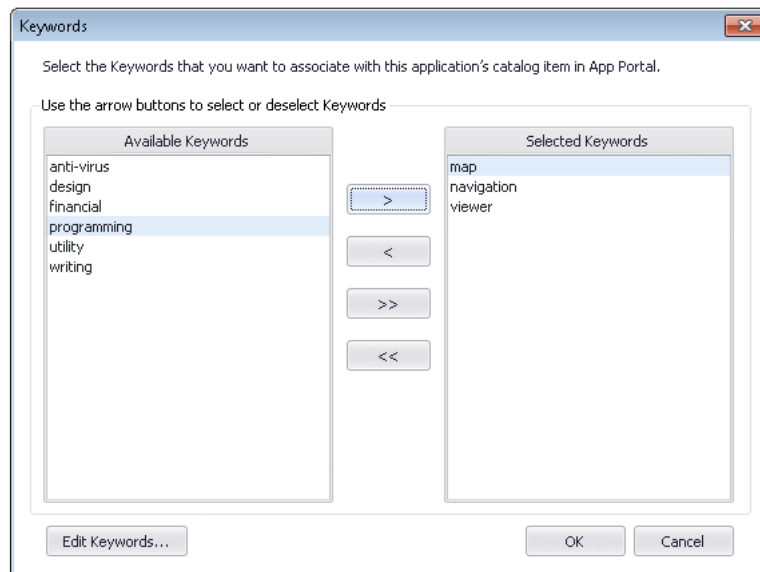 Keywords
Select the Keywords that you want to associate with this application's catalog item in App Portal.
Use the arrow buttons to select or deselect Keywords
Available Keywords
anti-virus
design
financial
programming
utility
writing
>
<
>>
<<
Selected Keywords
map
navigation
viewer
Edit Keywords...
OK
Cancel